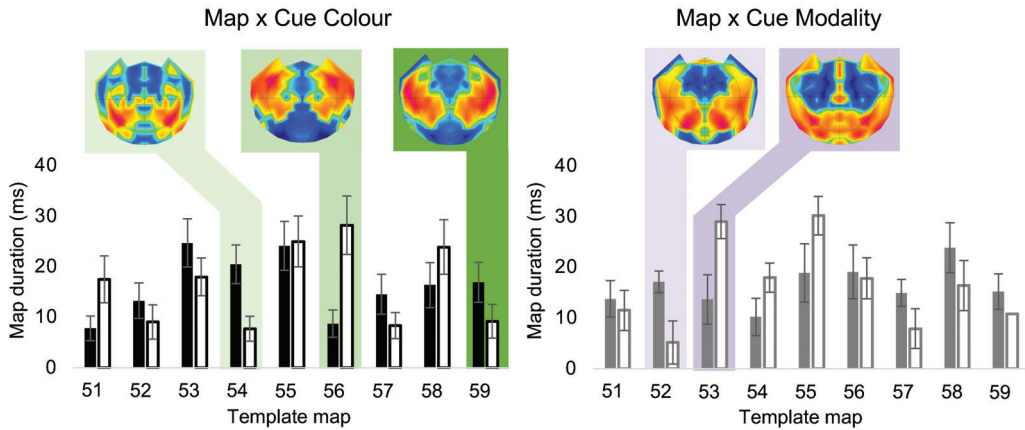 Map x Cue Colour
Map duration (ms)
40
30
20
10
0
51 52 53 54 55 56 57 58 59
Template map
Map x Cue Modality
Map duration (ms)
40
30
20
10
0
51 52 53 54 55 56 57 58 59
Template map